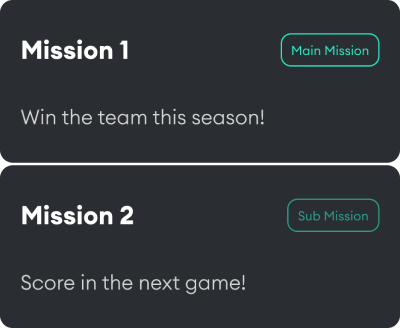 Mission 1
Main Mission
Win the team this season!
Mission 2
Sub Mission
Score in the next game!